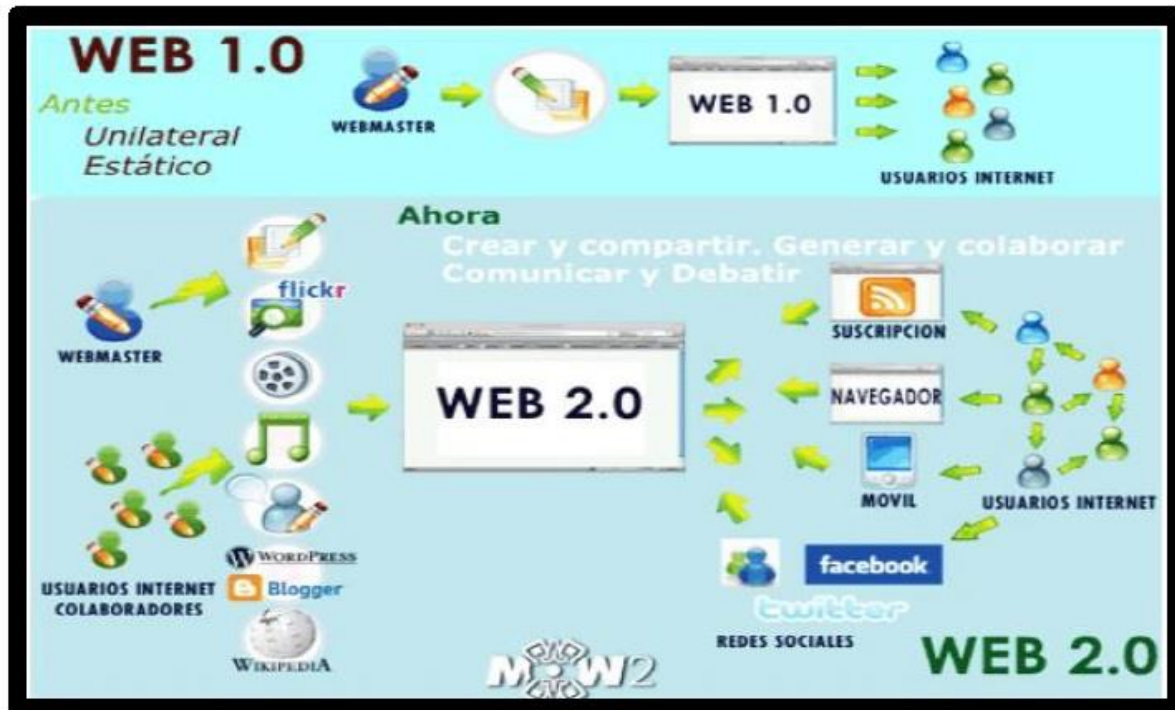 WEB 1.0
Antes
Unilateral
Estático
WEBMASTER
WEB 1.0
USUARIOS INTERNET
Ahora
Crear y compartir. Generar y colaborar
Comunicar y Debatir
WEBMASTER
flickr
USUARIOS INTERNET
COLABORADORES
WORDPRESS
Blogger
WIKIPEDIA
WEB 2.0
SUSCRIPCION
NAVEGADOR
MOVIL
USUARIOS INTERNET
facebook
twitter
REDES SOCIALES
MOW2
WEB 2.0